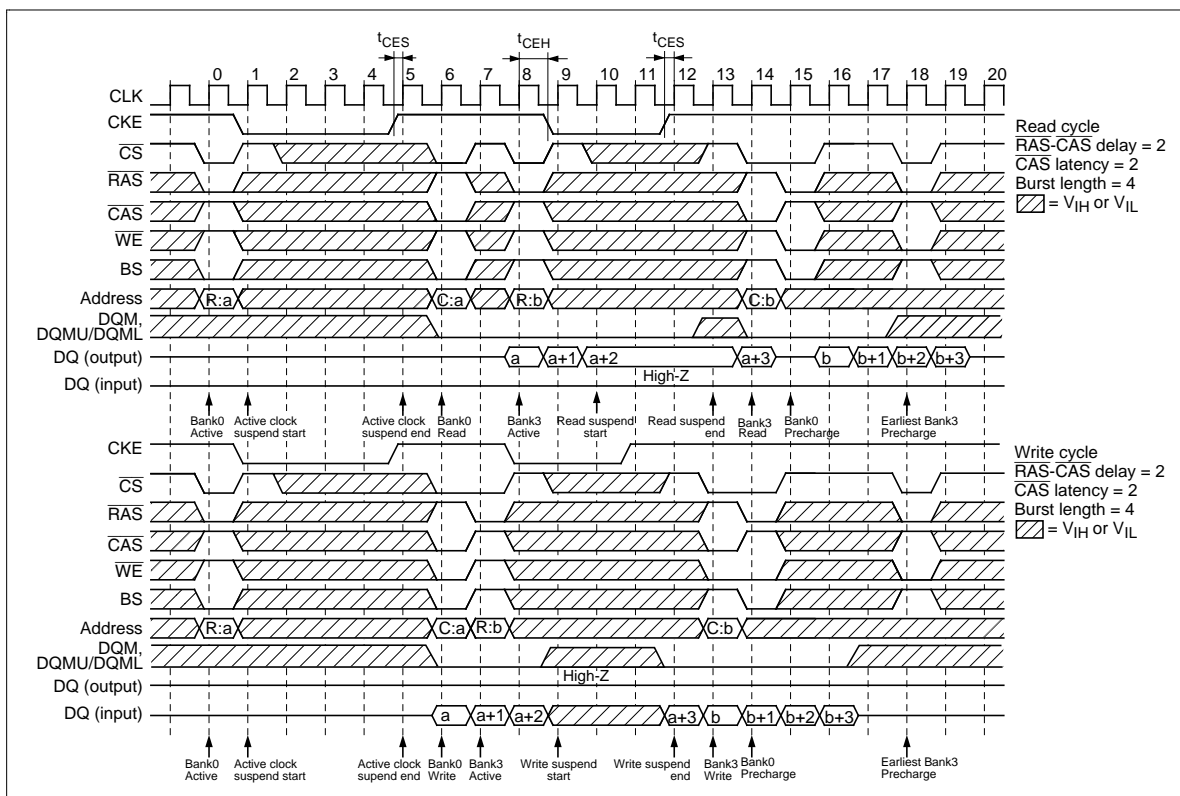 tCES tCEH tCES
0 1 2 3 4 5 6 7 8 9 10 11 12 13 14 15 16 17 18 19 20
CLK
CKE
CS
RAS
CAS
WE
BS
Address R:a C:a R:b C:b
DQM,
DQMU/DQML
DQ (output) a a+1 a+2 a+3 b b+1 b+2 b+3
High-Z
DQ (input)
Bank0
Active
Active clock
suspend start
Active clock
suspend end
Bank0
Read
Bank3
Active
Read suspend
start
Read suspend
end
Bank3
Read
Bank0
Precharge
Earliest Bank3
Precharge
Read cycle
RAS-CAS delay = 2
CAS latency = 2
Burst length = 4
= VIH or VIL
CKE
CS
RAS
CAS
WE
BS
Address R:a C:a R:b C:b
DQM,
DQMU/DQML
High-Z
DQ (output)
DQ (input) a a+1 a+2 a+3 b b+1 b+2 b+3
Bank0
Active
Active clock
suspend start
Active clock
supend end
Bank0
Write
Bank3
Active
Write suspend
start
Write suspend
end
Bank3
Write
Bank0
Precharge
Earliest Bank3
Precharge
Write cycle
RAS-CAS delay = 2
CAS latency = 2
Burst length = 4
= VIH or VIL